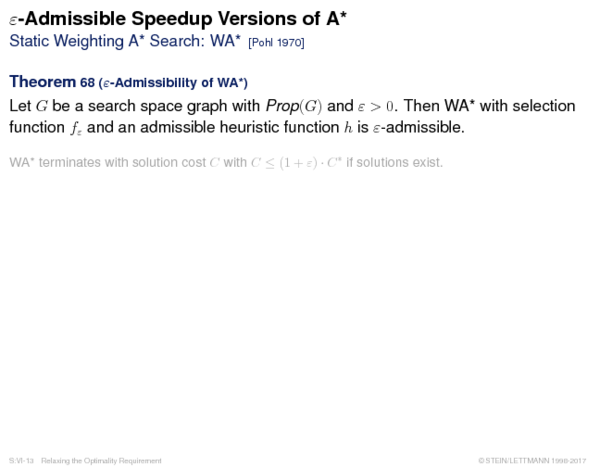 ε-Admissible Speedup Versions of A*
Static Weighting A* Search: WA* [Pohl 1970]
Theorem 68 (ε-Admissibility of WA*)
Let G be a search space graph with Prop(G) and ε > 0. Then WA* with selection
function fε and an admissible heuristic function h is ε-admissible.
WA* terminates with solution cost C with C ≤ (1 + ε) · C* if solutions exist.
S:VI-13 Relaxing the Optimality Requirement
©STEIN/LETTMANN 1998-2017